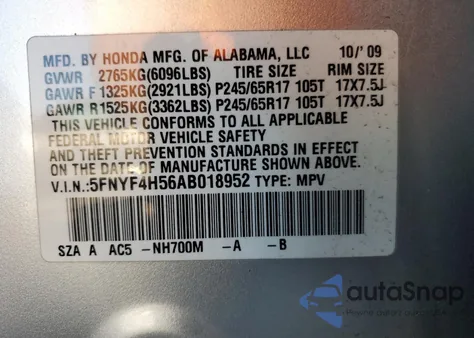 MFD. BY HONDA MFG. OF ALABAMA, LLC 10/'09
GVWR 2765KG(6096LBS) TIRE SIZE RIM SIZE
GAWR F1325KG(2921LBS) P245/65R17 105T 17X7.5J
GAWR R1525KG(3362LBS) P245/65R17 105T 17X7.5J
THIS VEHICLE CONFORMS TO ALL APPLICABLE
FEDERAL MOTOR VEHICLE SAFETY
AND THEFT PREVENTION STANDARDS IN EFFECT
ON THE DATE OF MANUFACTURE SHOWN ABOVE.
V.I.N.:5FNYF4H56AB018952 TYPE: MPV
SZA A AC5 -NH700M -A -B
autoSnap